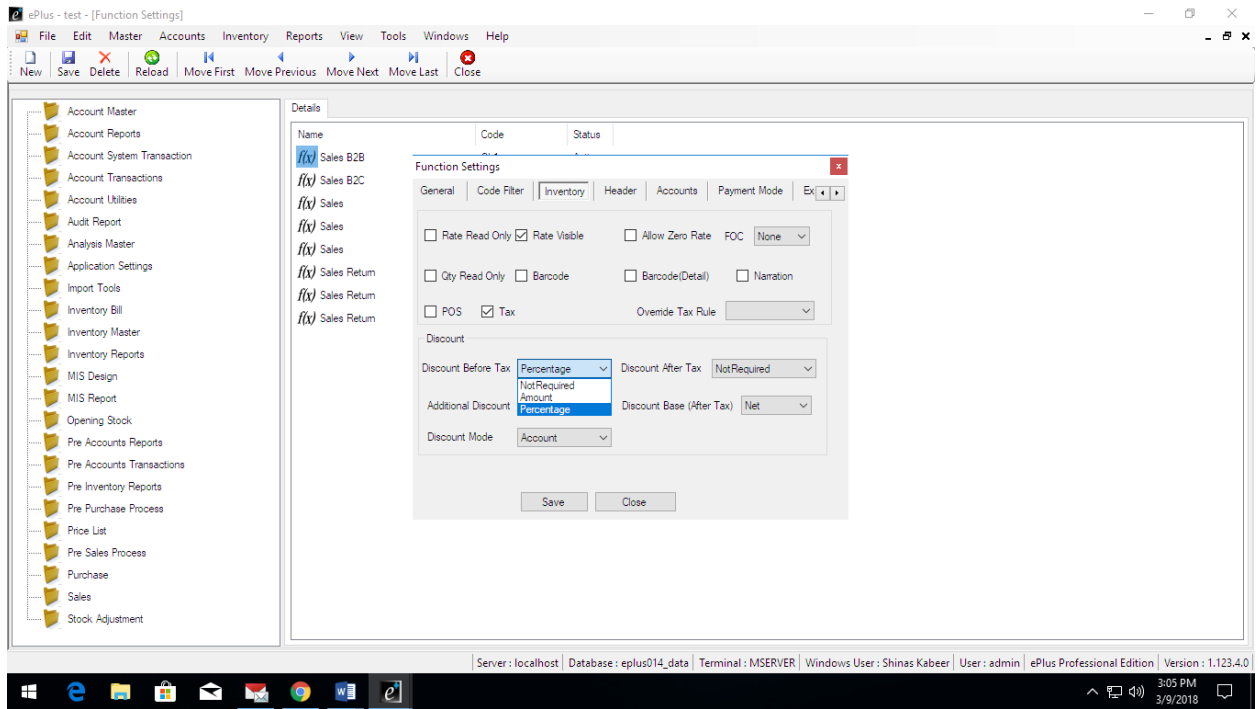 ePlus - test - [Function Settings]
File Edit Master Accounts Inventory Reports View Tools Windows Help
New Save Delete Reload Move First Move Previous Move Next Move Last Close
Account Master
Account Reports
Account System Transaction
Account Transactions
Account Utilities
Audit Report
Analysis Master
Application Settings
Import Tools
Inventory Bill
Inventory Master
Inventory Reports
MIS Design
MIS Report
Opening Stock
Pre Accounts Reports
Pre Accounts Transactions
Pre Inventory Reports
Pre Purchase Process
Price List
Pre Sales Process
Purchase
Sales
Stock Adjustment
Details
Name Code Status
f(x) Sales B2B
f(x) Sales B2C
f(x) Sales
f(x) Sales
f(x) Sales
f(x) Sales Return
f(x) Sales Return
f(x) Sales Return
Function Settings
General Code Filter Inventory Header Accounts Payment Mode Ex
Rate Read Only Rate Visible Allow Zero Rate FOC None
Qty Read Only Barcode Barcode(Detail) Narration
POS Tax Override Tax Rule
Discount
Discount Before Tax Percentage Discount After Tax NotRequired
NotRequired
Amount
Percentage
Additional Discount Discount Base (After Tax) Net
Discount Mode Account
Save Close
Server : localhost Database : eplus014_data Terminal : MSERVER Windows User : Shinas Kabeer User : admin ePlus Professional Edition Version : 1.123.4.0
3:05 PM
3/9/2018